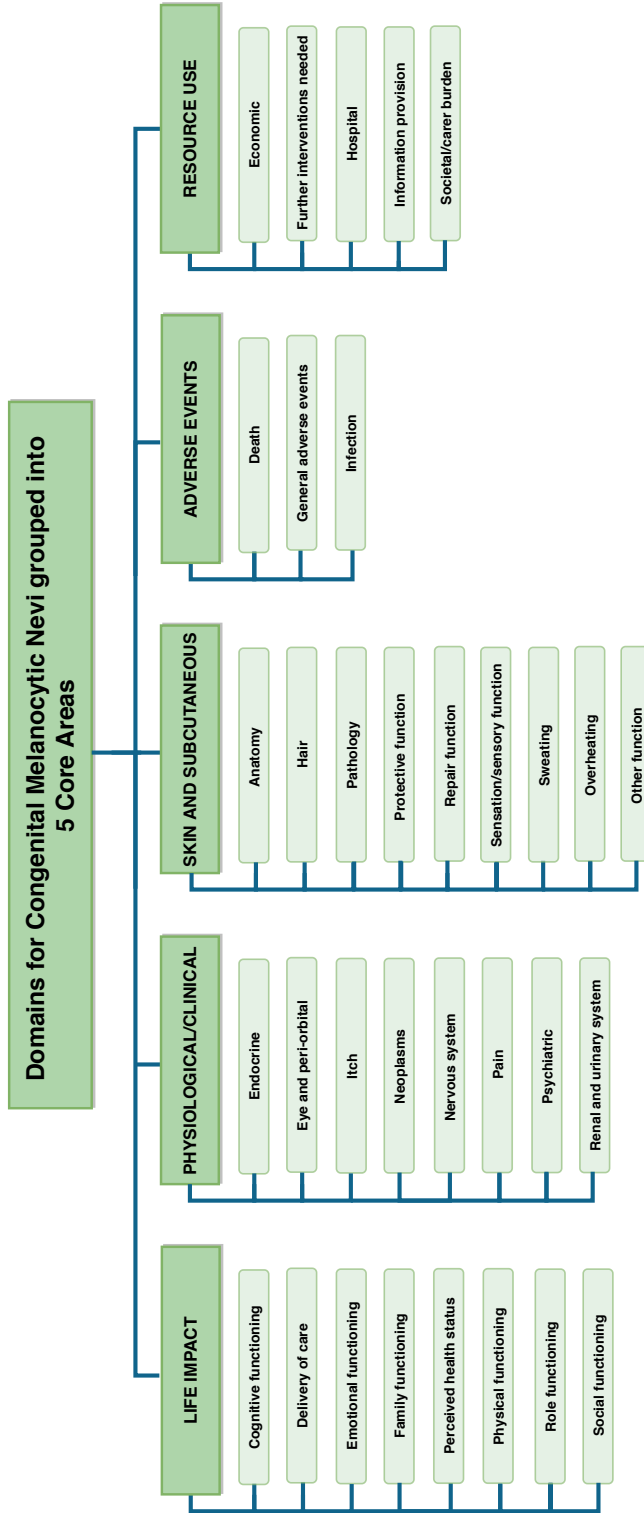 Domains for Congenital Melanocytic Nevi grouped into
5 Core Areas
LIFE IMPACT
Cognitive functioning
Delivery of care
Emotional functioning
Family functioning
Perceived health status
Physical functioning
Role functioning
Social functioning
PHYSIOLOGICAL/CLINICAL
Endocrine
Eye and peri-orbital
Itch
Neoplasms
Nervous system
Pain
Psychiatric
Renal and urinary system
SKIN AND SUBCUTANEOUS
Anatomy
Hair
Pathology
Protective function
Repair function
Sensation/sensory function
Sweating
Overheating
Other function
ADVERSE EVENTS
Death
General adverse events
Infection
RESOURCE USE
Economic
Further interventions needed
Hospital
Information provision
Societal/carer burden